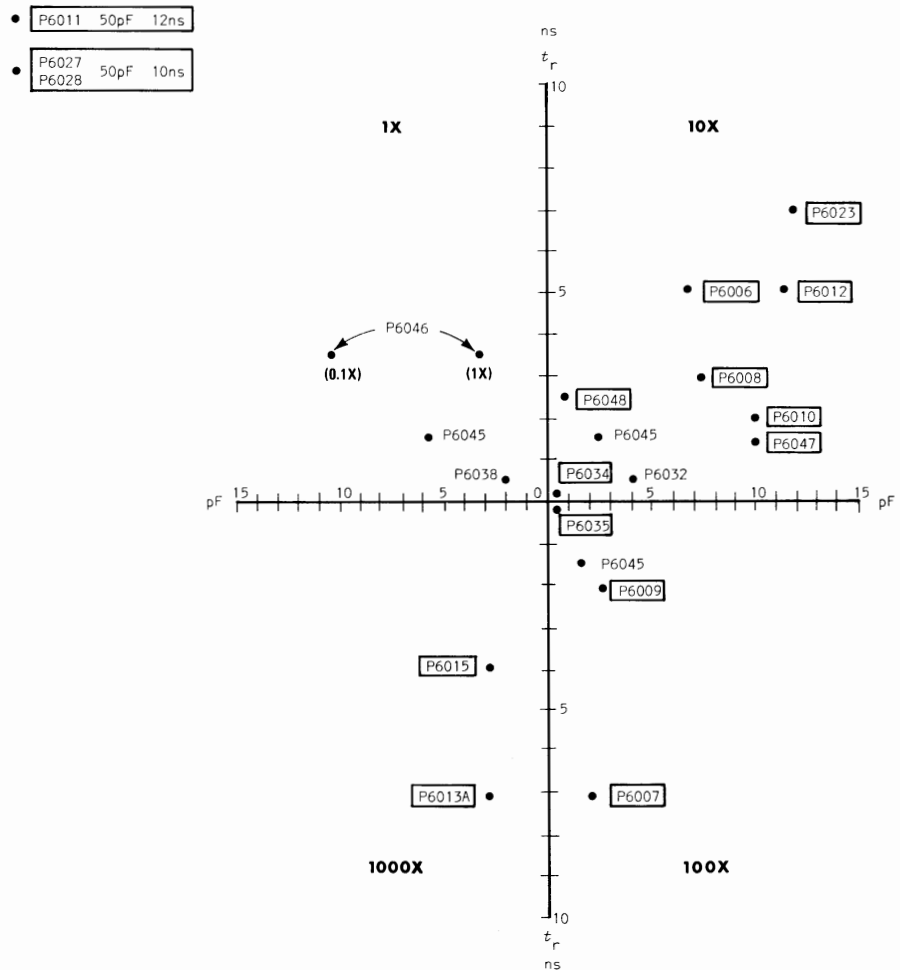 P6011 50pF 12ns
P6027
P6028 50pF 10ns
ns
tr
10
1X
10X
P6023
5
P6006
P6012
P6046
(0.1X)
(1X)
P6008
P6048
P6010
P6045
P6045
P6047
P6038
P6034
P6032
pF 15 10 5 0 5 10 15 pF
P6035
P6045
P6009
P6015
5
P6013A
P6007
1000X
100X
10
tr
ns